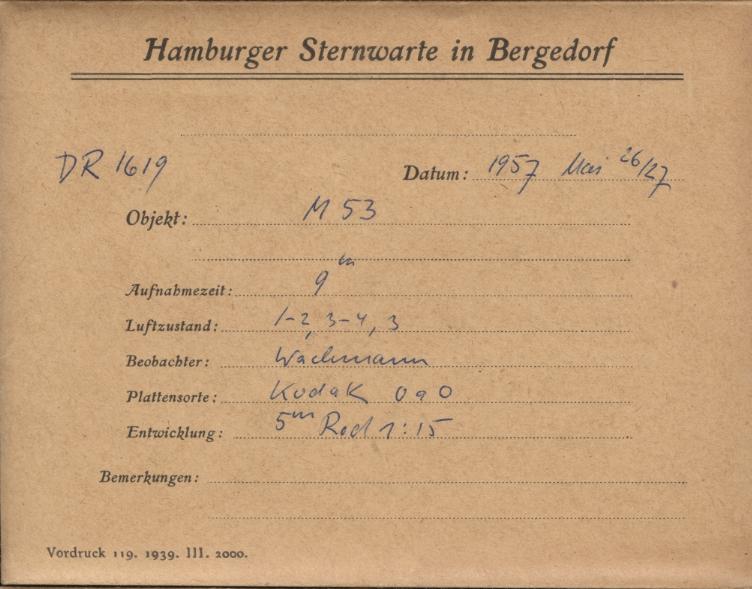 Hamburger Sternwarte in Bergedorf
DR 1619
Datum: 1957 Mai 26/27
Objekt: M 53
Aufnahmezeit: 9 m
Luftzustand: 1-2, 3-4, 3
Beobachter: Wachmann
Plattensorte: Kodak 0a0
Entwicklung: 5m Rod 1:15
Bemerkungen:
Vordruck 119. 1939. III. 2000.